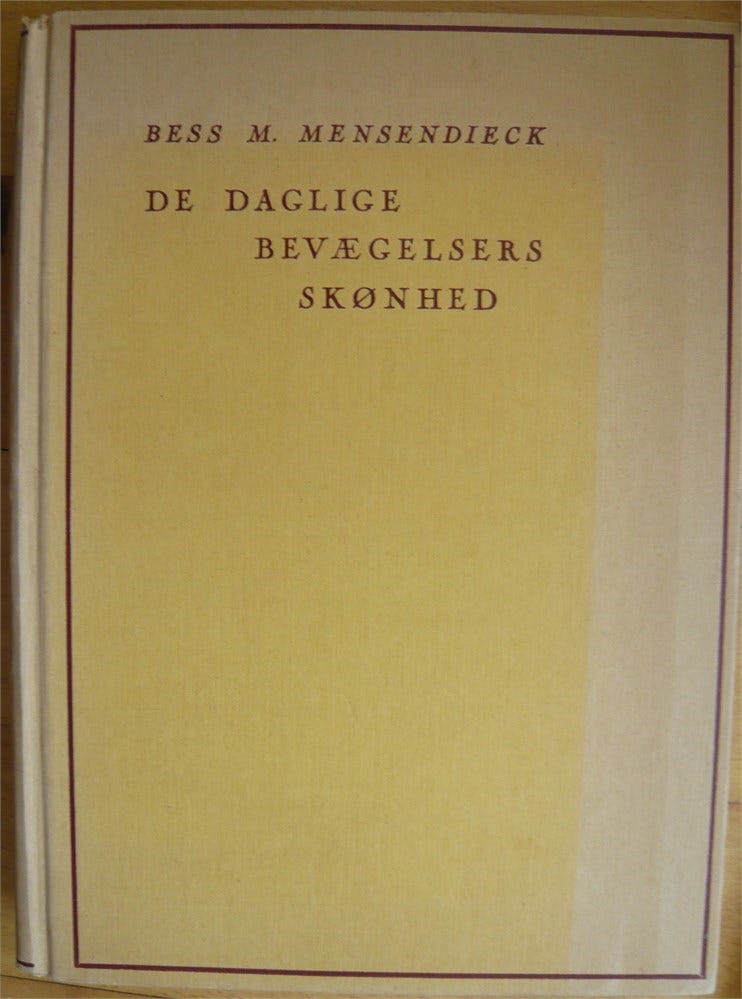 BESS M. MENSENDIECK
DE DAGLIGE
BEVÆGELSERS
SKØNHED